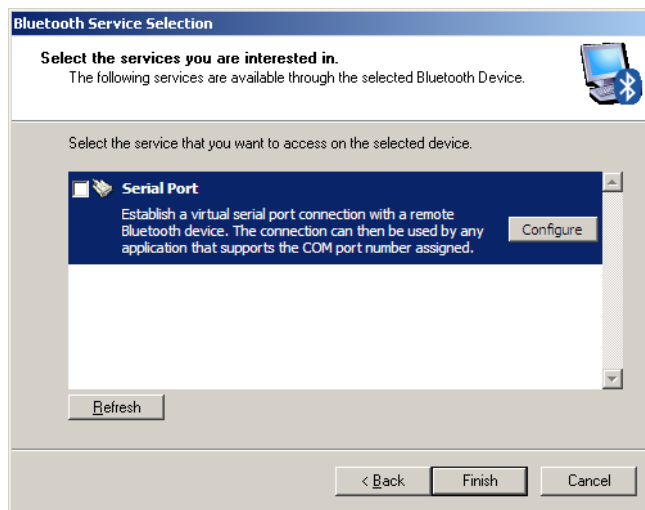 Bluetooth Service Selection
Select the services you are interested in.
The following services are available through the selected Bluetooth Device.
Select the service that you want to access on the selected device.
Serial Port
Establish a virtual serial port connection with a remote
Bluetooth device. The connection can then be used by any
application that supports the COM port number assigned.
Configure
Refresh
< Back
Finish
Cancel